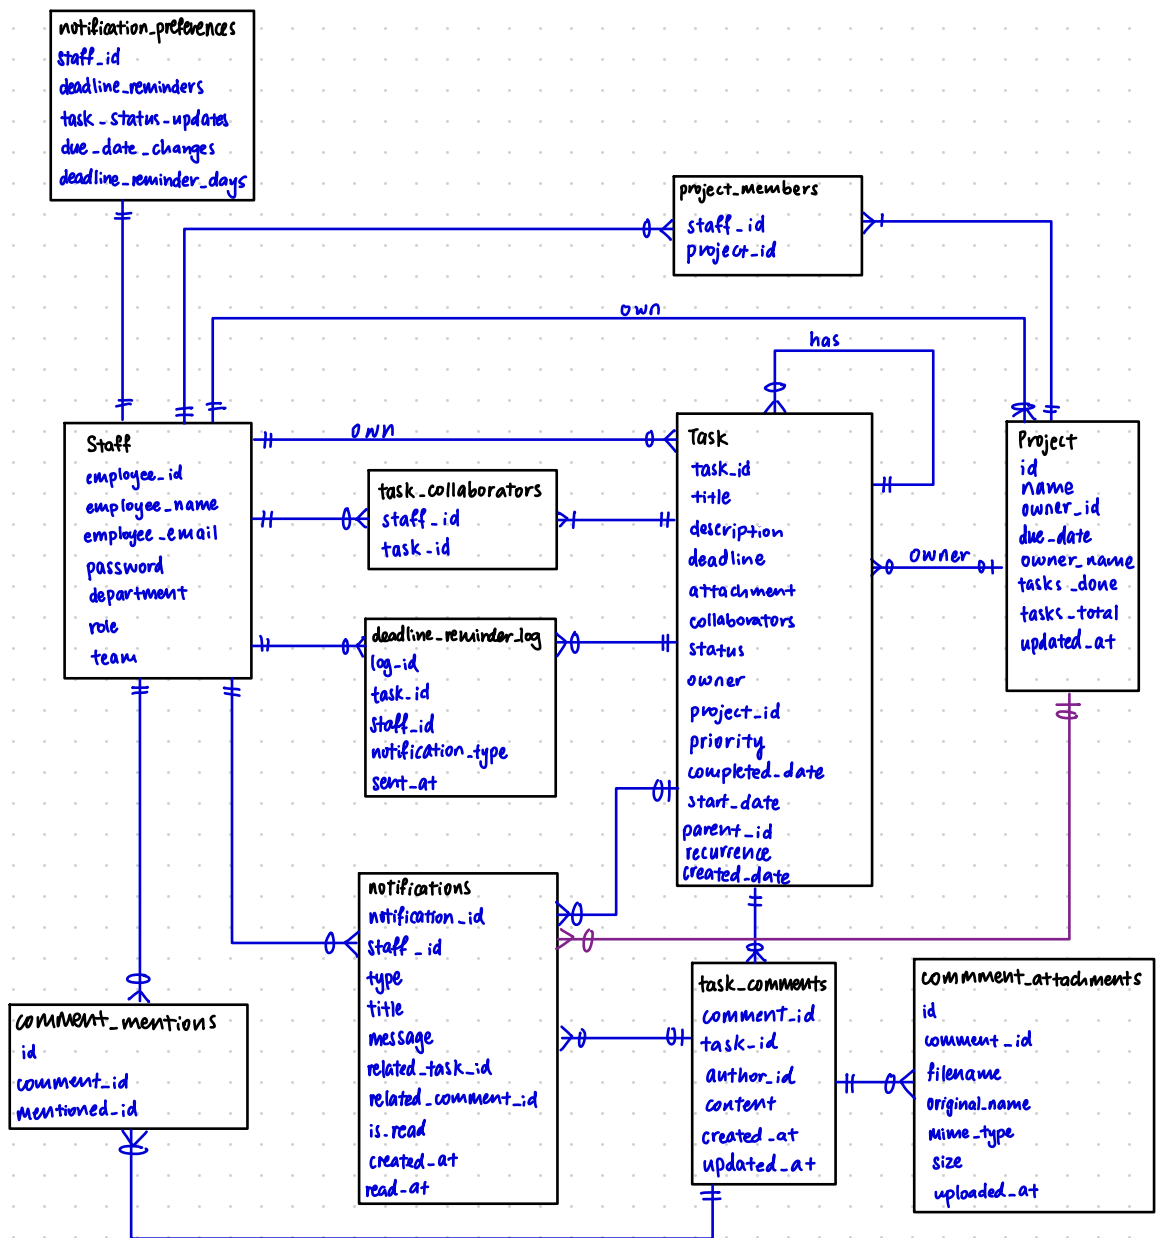 notification_preferences
staff_id
deadline_reminders
task_status_updates
due_date_changes
deadline_reminder_days
project_members
staff_id
project_id
own
has
Staff
employee_id
employee_name
employee_email
password
department
role
team
own
task_collaborators
staff_id
task_id
deadline_reminder_log
log_id
task_id
staff_id
notification_type
sent_at
Task
task_id
title
description
deadline
attachment
collaborators
status
owner
project_id
priority
completed_date
start_date
parent_id
recurrence
created_date
owner
Project
id
name
owner_id
due_date
owner_name
tasks_done
tasks_total
updated_at
notifications
notification_id
staff_id
type
title
message
related_task_id
related_comment_id
is_read
created_at
read_at
comment_mentions
id
comment_id
mentioned_id
task_comments
comment_id
task_id
author_id
content
created_at
updated_at
comment_attachments
id
comment_id
filename
original_name
mime_type
size
uploaded_at